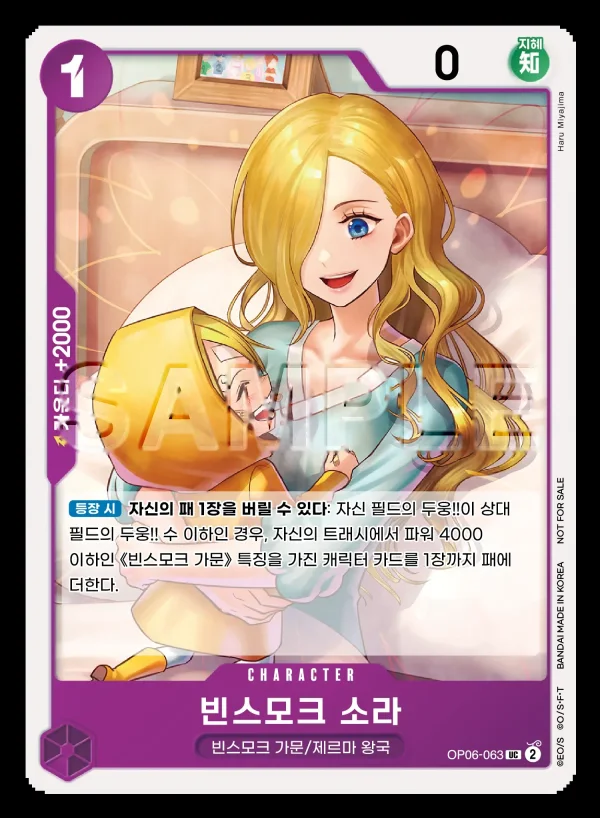 1
0
지혜
知
Haru Miyajima
카운터 +2000
SAMPLE
등장 시 자신의 패 1장을 버릴 수 있다: 자신 필드의 두웅!!이 상대
필드의 두웅!! 수 이하인 경우, 자신의 트래시에서 파워 4000
이하인 《빈스모크 가문》 특징을 가진 캐릭터 카드를 1장까지 패에
더한다.
CHARACTER
빈스모크 소라
빈스모크 가문/제르마 왕국
OP06-063 UC 2
©EO/S ©O/S·F·T BANDAI MADE IN KOREA NOT FOR SALE